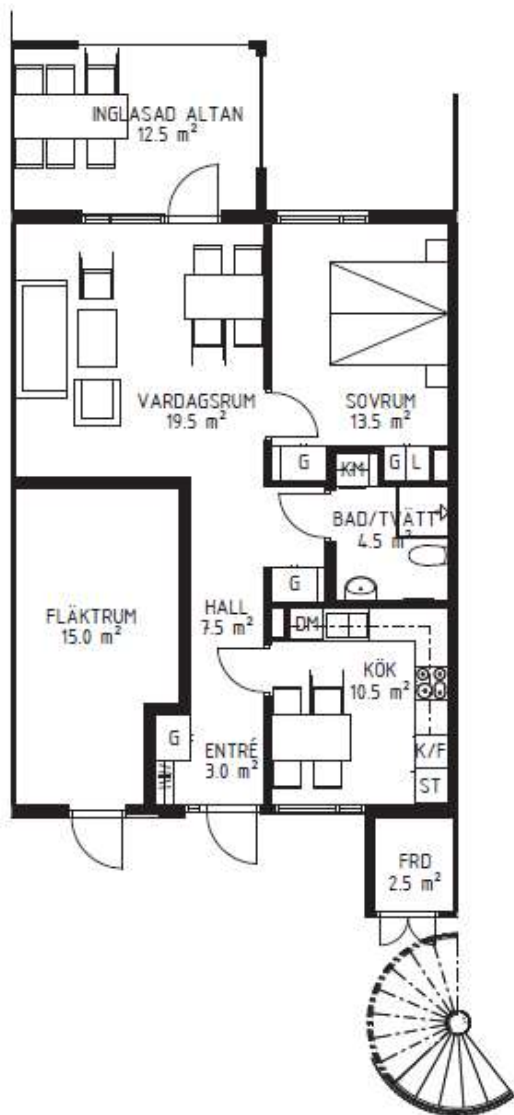 INGLASAD ALTAN
12.5 m²
VARDAGSRUM
19.5 m²
SOVRUM
13.5 m²
G
KM
G L
BAD/TVÄTT
4.5 m²
G
FLÄKTRUM
15.0 m²
HALL
7.5 m²
DM
KÖK
10.5 m²
G
ENTRÉ
3.0 m²
K/F
ST
FRD
2.5 m²